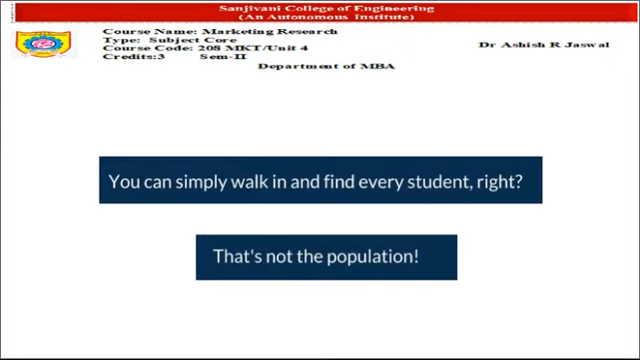 Sanjivani College of Engineering
(An Autonomous Institute)
Course Name: Marketing Research
Type: Subject Core
Course Code: 208 MKT/Unit 4
Credits:3 Sem-II
Dr Ashish R Jaswal
Department of MBA
You can simply walk in and find every student, right?
That's not the population!